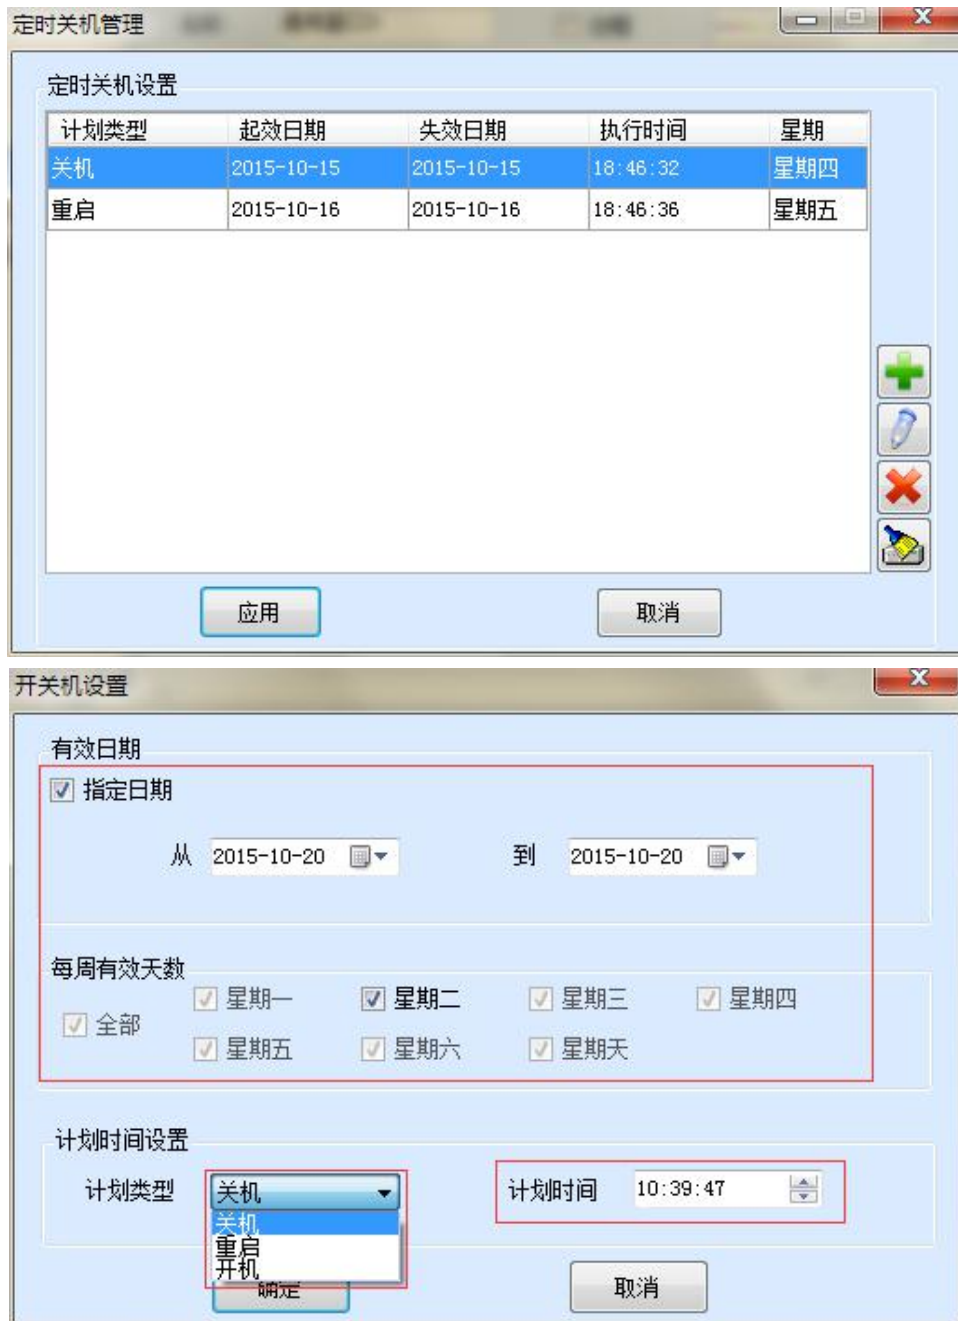 定时关机管理
定时关机设置
计划类型 起效日期 失效日期 执行时间 星期
关机 2015-10-15 2015-10-15 18:46:32 星期四
重启 2015-10-16 2015-10-16 18:46:36 星期五
应用 取消
开关机设置
有效日期
指定日期
从 2015-10-20 到 2015-10-20
每周有效天数
全部 星期一 星期二 星期三 星期四
星期五 星期六 星期天
计划时间设置
计划类型 关机 计划时间 10:39:47
关机
重启
开机
确定 取消